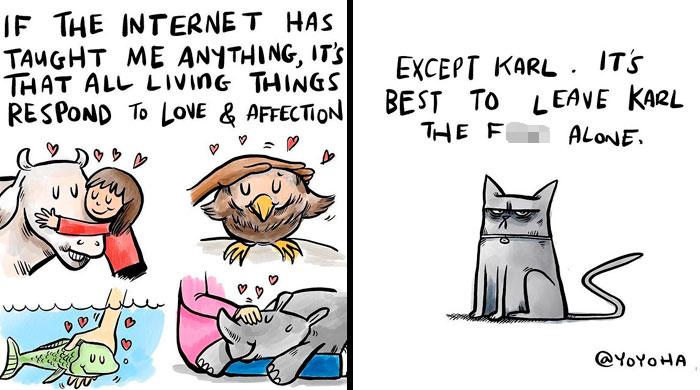 IF THE INTERNET HAS
TAUGHT ME ANYTHING, IT'S
THAT ALL LIVING THINGS
RESPOND TO LOVE & AFFECTION
EXCEPT KARL. IT'S
BEST TO LEAVE KARL
THE F ALONE.
@YOYOHA